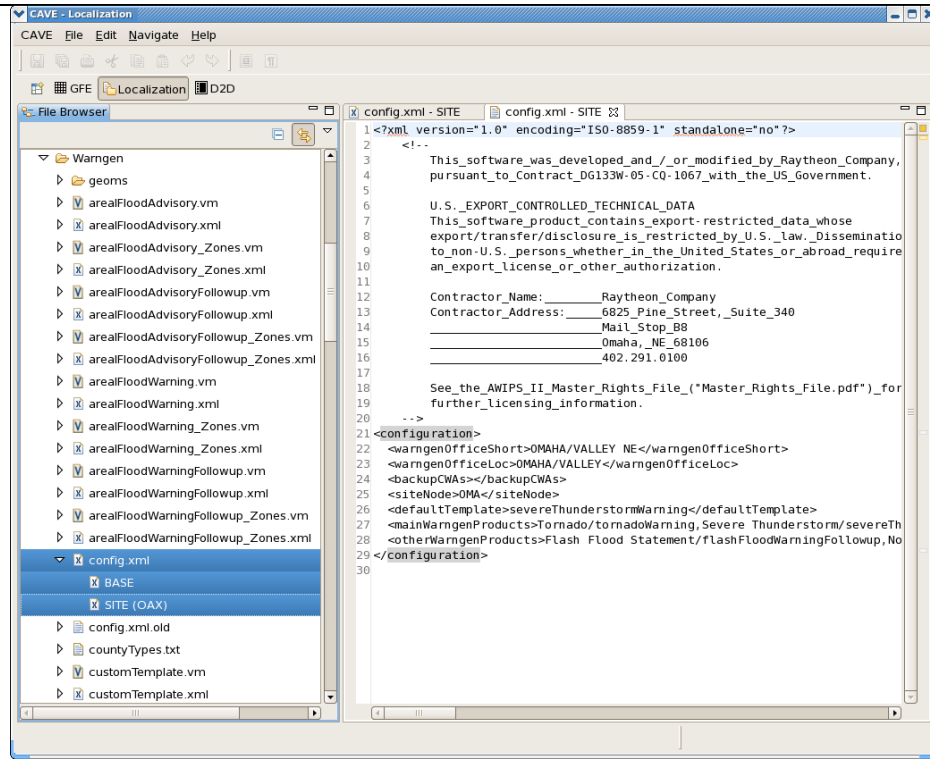 CAVE - Localization
CAVE File Edit Navigate Help
GFE Localization D2D
File Browser
Warngen
geoms
arealFloodAdvisory.vm
arealFloodAdvisory.xml
arealFloodAdvisory_Zones.vm
arealFloodAdvisory_Zones.xml
arealFloodAdvisoryFollowup.vm
arealFloodAdvisoryFollowup.xml
arealFloodAdvisoryFollowup_Zones.vm
arealFloodAdvisoryFollowup_Zones.xml
arealFloodWarning.vm
arealFloodWarning.xml
arealFloodWarning_Zones.vm
arealFloodWarning_Zones.xml
arealFloodWarningFollowup.vm
arealFloodWarningFollowup.xml
arealFloodWarningFollowup_Zones.vm
arealFloodWarningFollowup_Zones.xml
config.xml
BASE
SITE (OAX)
config.xml.old
countyTypes.txt
customTemplate.vm
customTemplate.xml
config.xml - SITE config.xml - SITE
1 <?xml version="1.0" encoding="ISO-8859-1" standalone="no"?>
2 <!--
3 This_software_was_developed_and_/_or_modified_by_Raytheon_Company,
4 pursuant_to_Contract_DG133W-05-CQ-1067_with_the_US_Government.
5
6 U.S._EXPORT_CONTROLLED_TECHNICAL_DATA
7 This_software_product_contains_export-restricted_data_whose
8 export/transfer/disclosure_is_restricted_by_U.S._law._Disseminatio
9 to_non-U.S._persons_whether_in_the_United_States_or_abroad_require
10 an_export_license_or_other_authorization.
11
12 Contractor_Name:________Raytheon_Company
13 Contractor_Address:_____6825_Pine_Street,_Suite_340
14 ________________________Mail_Stop_B8
15 ________________________Omaha,_NE_68106
16 ________________________402.291.0100
17
18 See_the_AWIPS_II_Master_Rights_File_("Master_Rights_File.pdf")_for
19 further_licensing_information.
20 -->
21 <configuration>
22 <warngenOfficeShort>OMAHA/VALLEY NE</warngenOfficeShort>
23 <warngenOfficeLoc>OMAHA/VALLEY</warngenOfficeLoc>
24 <backupCWAs></backupCWAs>
25 <siteNode>OMA</siteNode>
26 <defaultTemplate>severeThunderstormWarning</defaultTemplate>
27 <mainWarngenProducts>Tornado/tornadoWarning,Severe Thunderstorm/severeTh
28 <otherWarngenProducts>Flash Flood Statement/flashFloodWarningFollowup,No
29 </configuration>
30